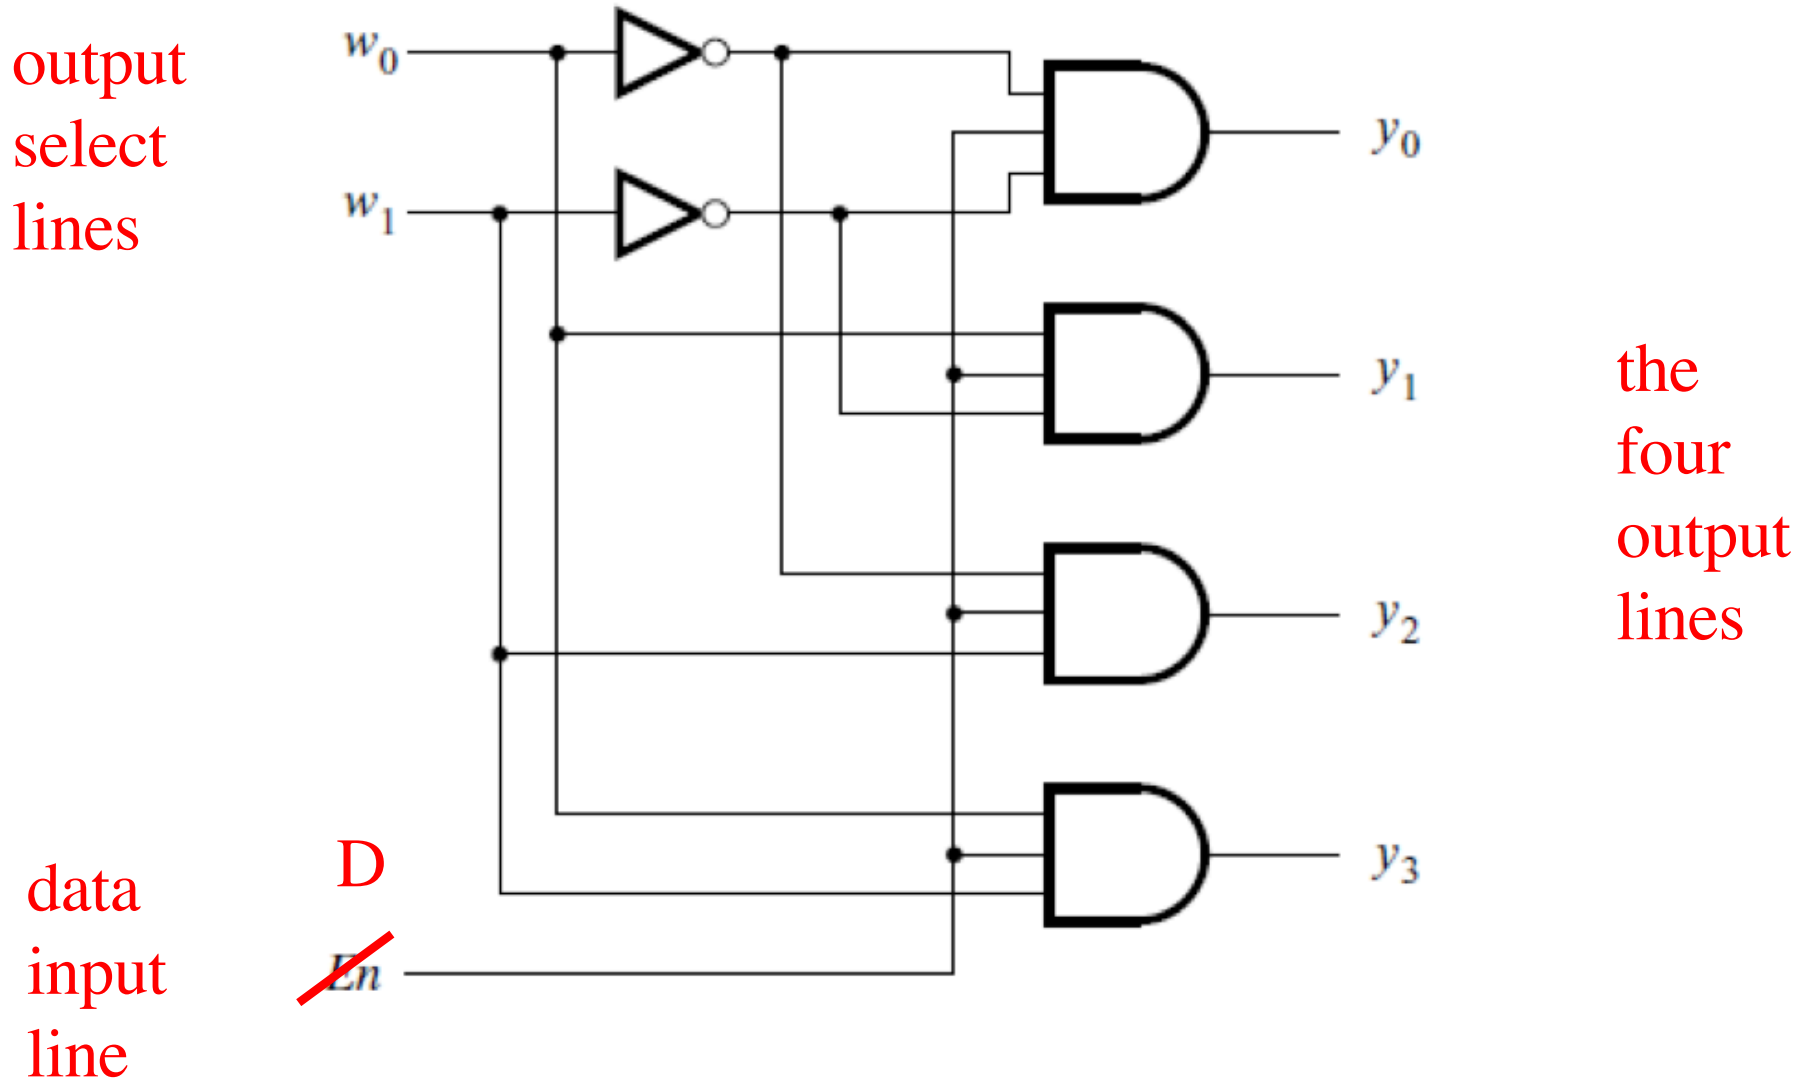 output
select
lines
w0
w1
y0
y1
y2
y3
the
four
output
lines
D
data
input
line
En